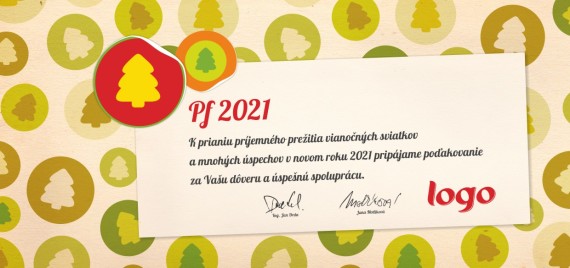 Pf 2021
K prianiu príjemného prežitia vianočných sviatkov
a mnohých úspechov v novom roku 2021 pripájame poďakovanie
za Vašu dôveru a úspešnú spoluprácu.
logo